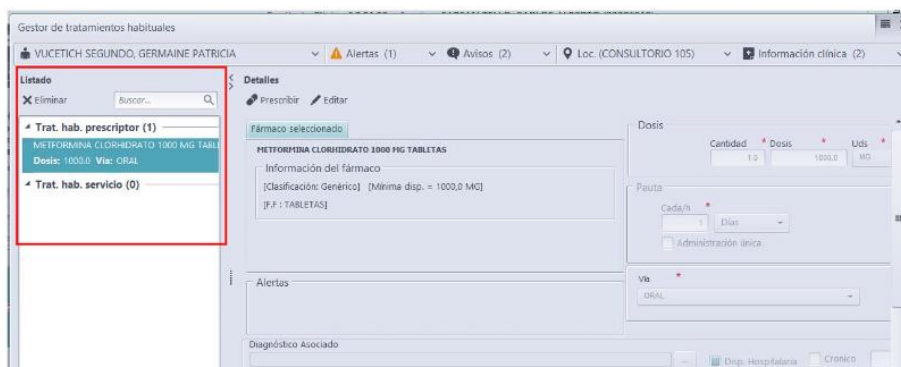 Gestor de tratamientos habituales
VUCETICH SEGUNDO, GERMAINE PATRICIA
Alertas (1)
Avisos (2)
Loc. (CONSULTORIO 105)
Información clínica (2)
Listado
Eliminar
Buscar...
Trat. hab. prescriptor (1)
METFORMINA CLORHIDRATO 1000 MG TABL
Dosis: 1000.0 Vía: ORAL
Trat. hab. servicio (0)
Detalles
Prescribir
Editar
Fármaco seleccionado
METFORMINA CLORHIDRATO 1000 MG TABLETAS
Información del fármaco
[Clasificación: Genérico] [Mínima disp. = 1000,0 MG]
[F.F : TABLETAS]
Alertas
Diagnóstico Asociado
...
Dosis
Cantidad * Dosis * Uds *
1.0 1000.0 MG
Pauta
Cada/h *
1 Días
Administración única
Vía *
ORAL
Disp. Hospitalaria
Crónico